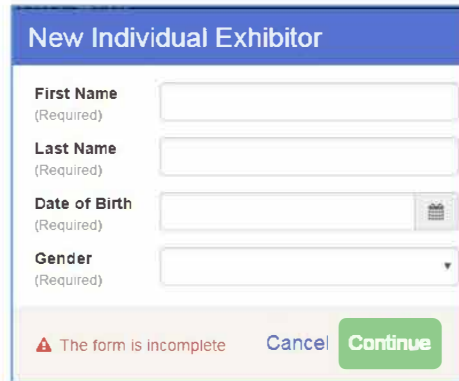 New Individual Exhibitor
First Name
(Required)
Last Name
(Required)
Date of Birth
(Required)
Gender
(Required)
The form is incomplete Cancel Continue